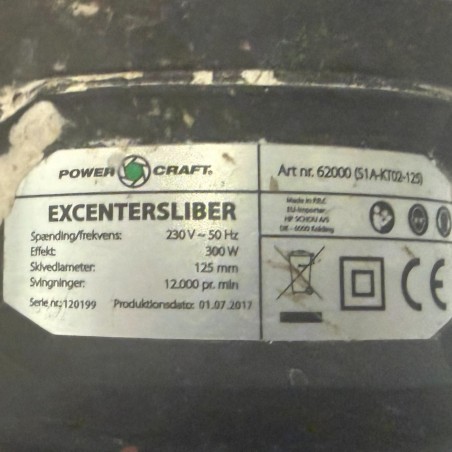 POWER CRAFT®
EXCENTERSLIBER
Spænding/frekvens: 230 V ~ 50 Hz
Effekt: 300 W
Skivediameter: 125 mm
Svingninger: 12.000 pr. min
Serie nr.: 120199 Produktionsdato: 01.07.2017
Art nr. 62000 (S1A-KT02-125)
Made in P.R.C.
EU-Importer:
HP SCHOU A/S
DK - 6000 Kolding
CE